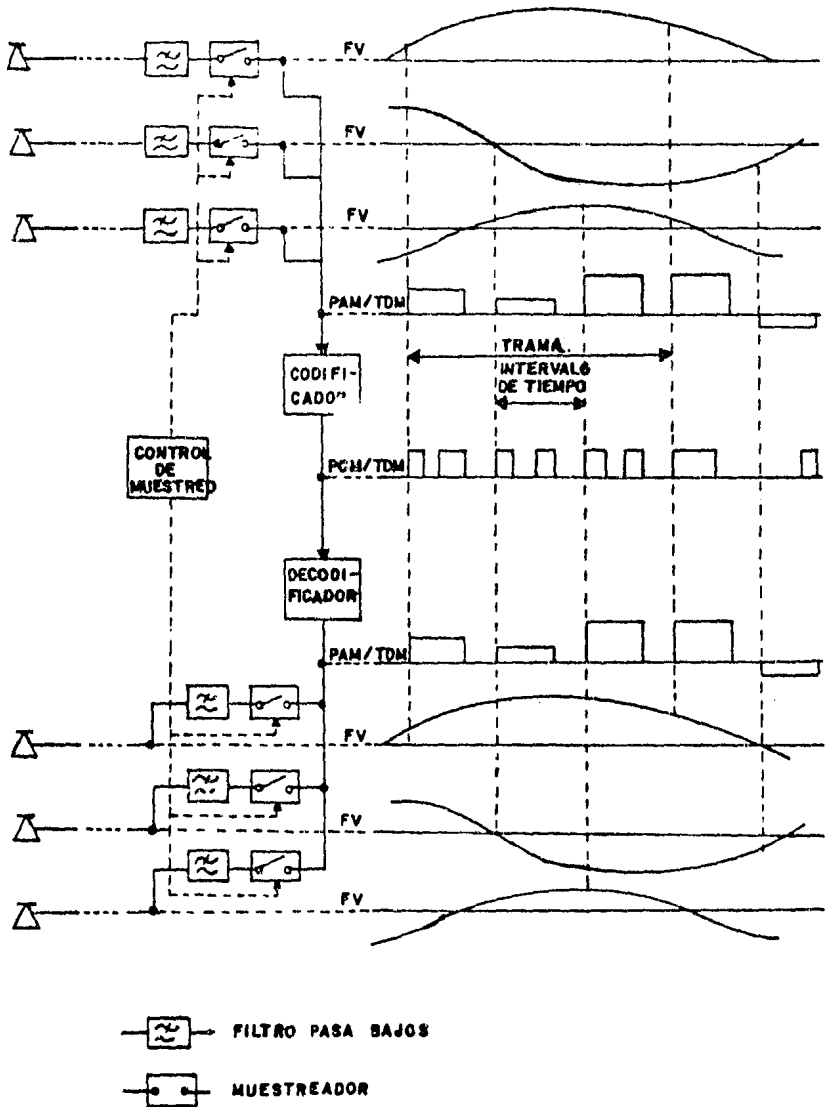 FV
FV
FV
PAM/TDM
TRAMA.
INTERVALO
DE TIEMPO
CODIFI-
CADO"
CONTROL
DE
MUESTREO
PCM/TDM
DECODI-
FICADOR
PAM/TDM
FV
FV
FV
FILTRO PASA BAJOS
MUESTREADOR